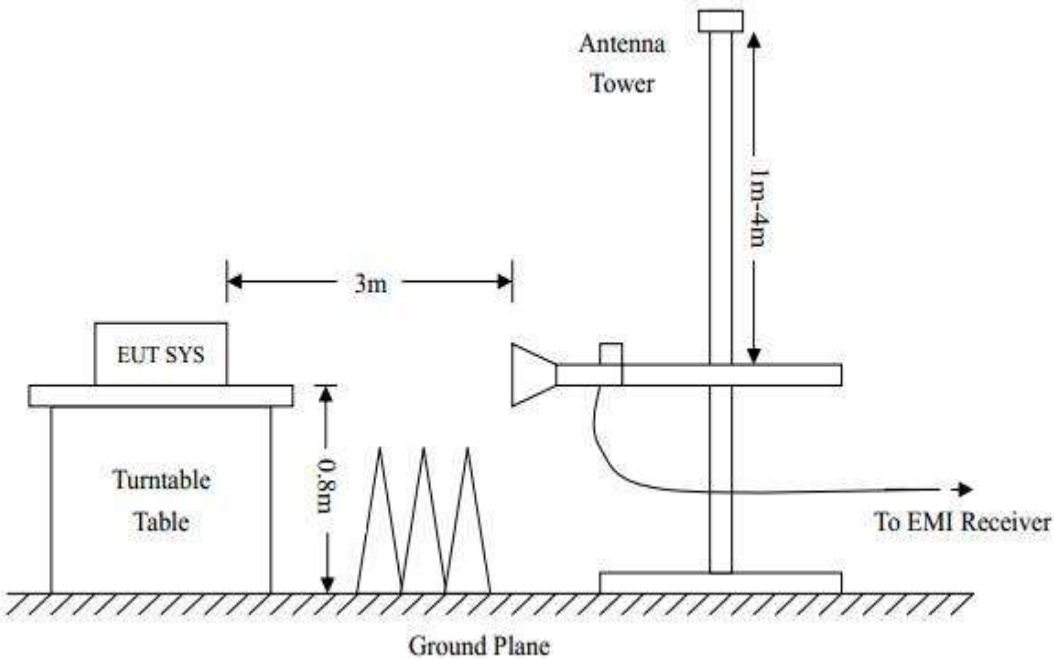 Antenna
Tower
1m-4m
3m
EUT SYS
0.8m
Turntable
Table
To EMI Receiver
Ground Plane